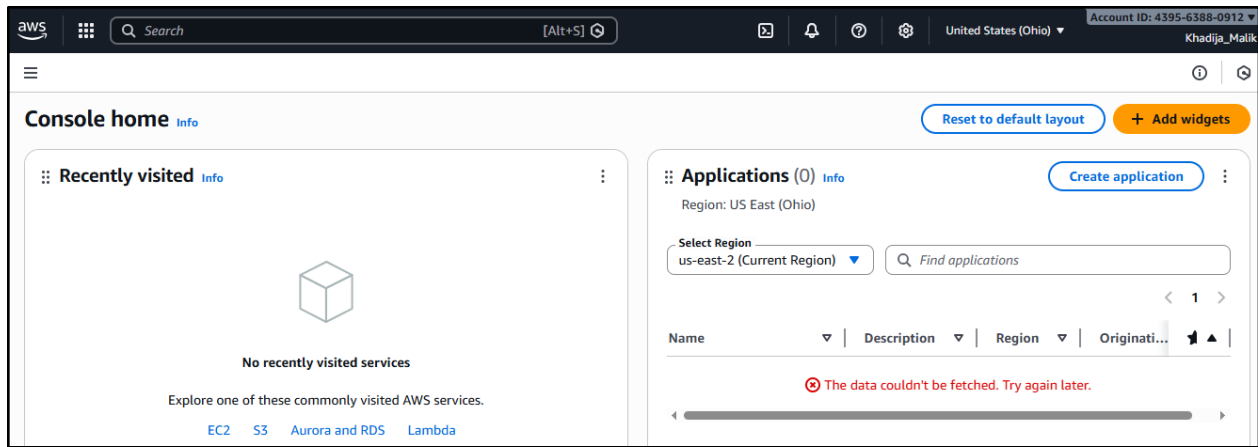 aws
Search [Alt+S] United States (Ohio) Account ID: 4395-6388-0912
Khadija_Malik
Console home Info Reset to default layout + Add widgets
Recently visited Info
No recently visited services
Explore one of these commonly visited AWS services.
EC2 S3 Aurora and RDS Lambda
Applications (0) Info Create application
Region: US East (Ohio)
Select Region
us-east-2 (Current Region) Find applications
1
Name Description Region Originati...
The data couldn't be fetched. Try again later.